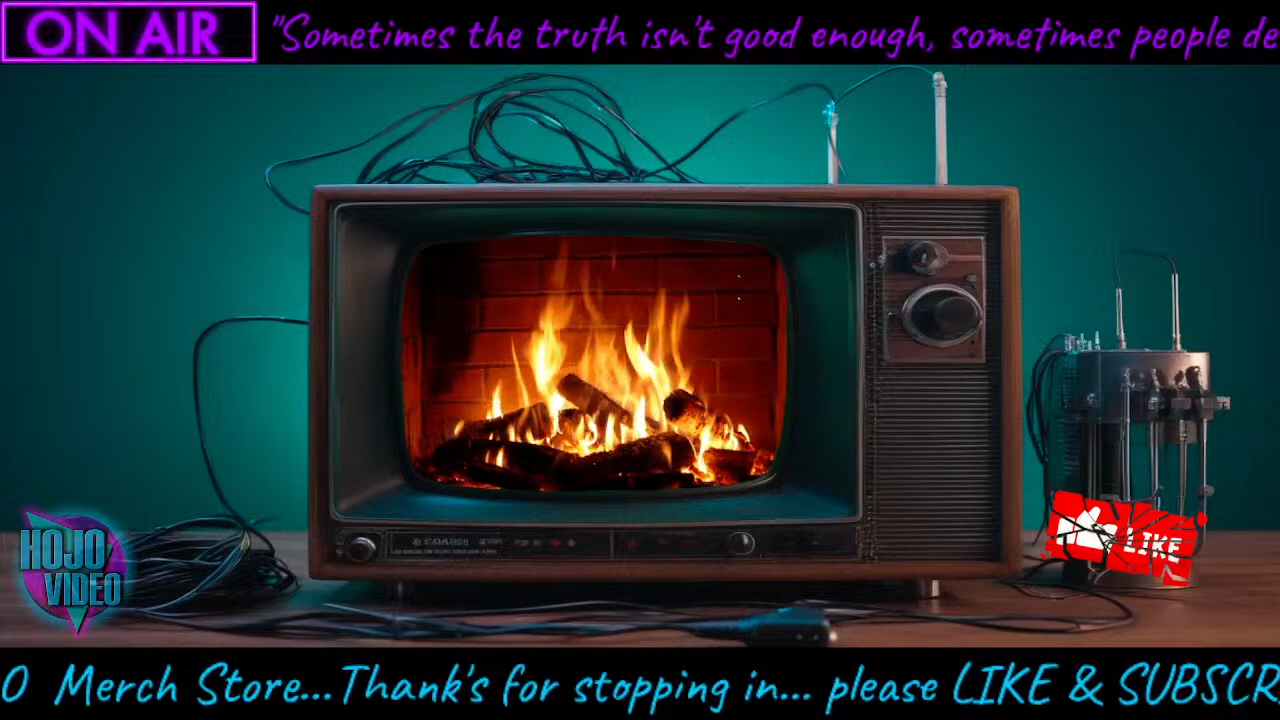 ON AIR
"Sometimes the truth isn't good enough, sometimes people de
HOJO
VIDEO
LIKE
O Merch Store...Thank's for stopping in... please LIKE & SUBSCR